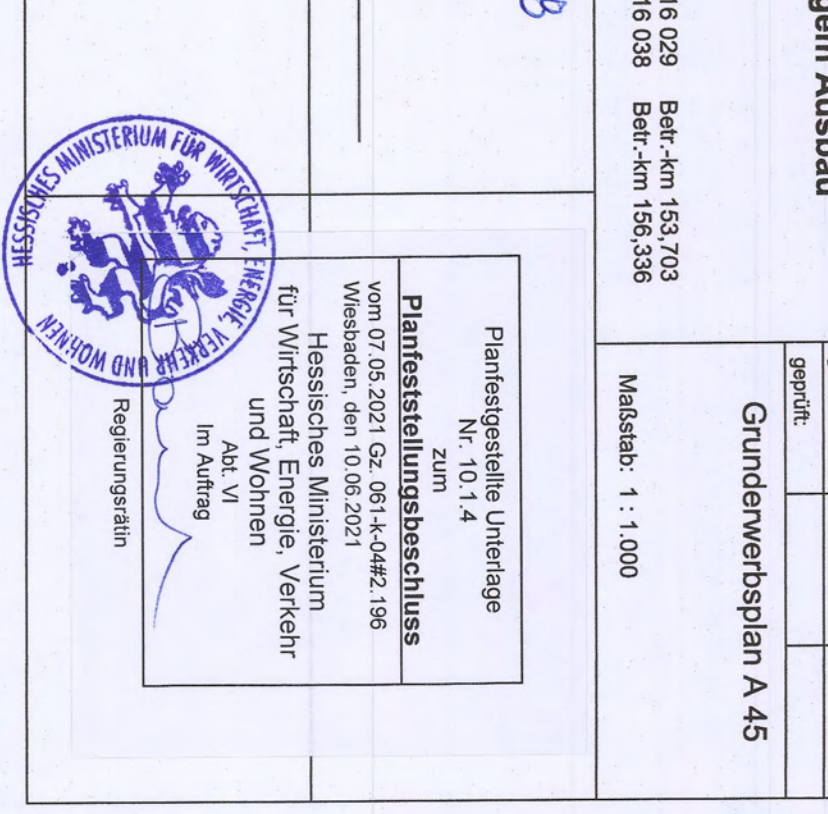 gein Ausbau
16 029 Betr.-km 153,703
16 038 Betr.-km 156,336
geprüft:
Grunderwerbsplan A 45
Maßstab: 1 : 1.000
Planfestgestellte Unterlage
Nr. 10.1.4
zum
Planfeststellungsbeschluss
vom 07.05.2021 Gz. 061-k-04#2.196
Wiesbaden, den 10.06.2021
Hessisches Ministerium
für Wirtschaft, Energie, Verkehr
und Wohnen
Abt. VI
Im Auftrag
Regierungsrätin
HESSISCHES MINISTERIUM FÜR WIRTSCHAFT, ENERGIE, VERKEHR UND WOHNEN